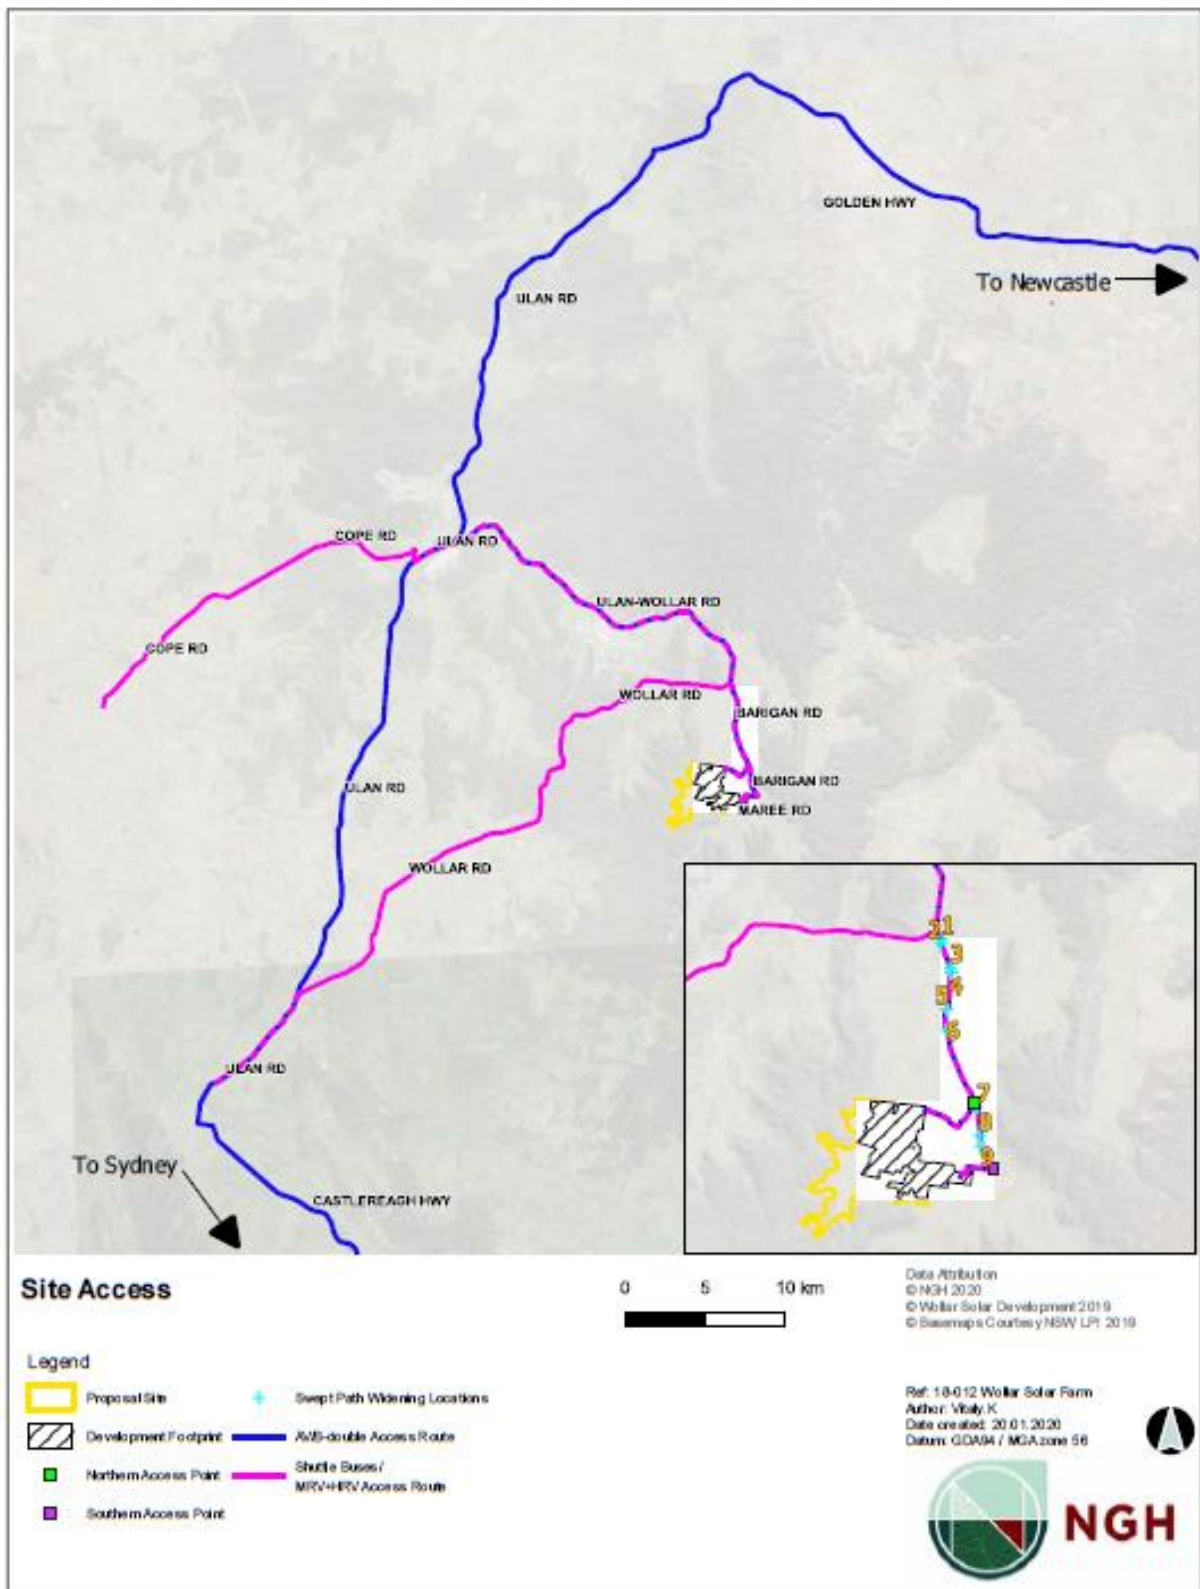 GOLDEN HWY
To Newcastle
ULAN RD
COPE RD
ULAN RD
ULAN-WOLLAR RD
COPE RD
WOLLAR RD
BARIGAN RD
ULAN RD
BARIGAN RD
MAREE RD
WOLLAR RD
21
3
4
5
6
7
8
9
ULAN RD
To Sydney
CASTLEREAGH HWY
Site Access
0 5 10 km
Data Attribution
© NGH 2020
© Wollar Solar Development 2019
© Basemaps Courtesy NSW LPI 2019
Legend
Proposal Site
Swept Path Widening Locations
Development Footprint
AWB-double Access Route
Northern Access Point
Shuttle Buses/
MRV+HRV Access Route
Southern Access Point
Ref: 18-012 Wollar Solar Farm
Author: Vitaly.K
Date created: 20.01.2020
Datum: GDA94 / MGA zone 56
NGH